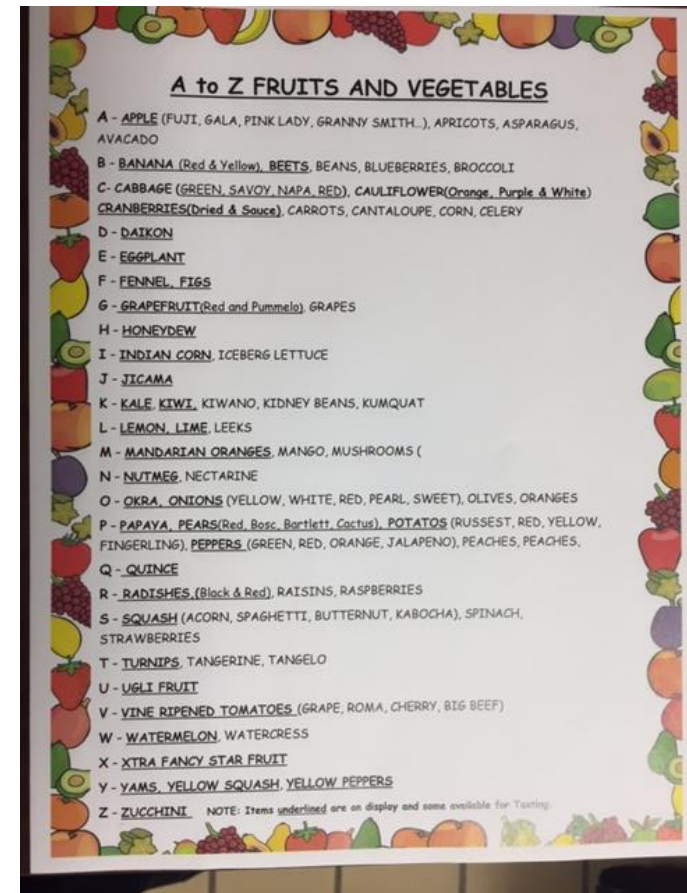 A to Z FRUITS AND VEGETABLES
A - APPLE (FUJI, GALA, PINK LADY, GRANNY SMITH...), APRICOTS, ASPARAGUS,
AVACADO
B - BANANA (Red & Yellow), BEETS, BEANS, BLUEBERRIES, BROCCOLI
C- CABBAGE (GREEN, SAVOY, NAPA, RED), CAULIFLOWER(Orange, Purple & White)
CRANBERRIES(Dried & Sauce), CARROTS, CANTALOUPE, CORN, CELERY
D - DAIKON
E - EGGPLANT
F - FENNEL, FIGS
G - GRAPEFRUIT(Red and Pummelo), GRAPES
H - HONEYDEW
I - INDIAN CORN, ICEBERG LETTUCE
J - JICAMA
K - KALE, KIWI, KIWANO, KIDNEY BEANS, KUMQUAT
L - LEMON, LIME, LEEKS
M - MANDARIAN ORANGES, MANGO, MUSHROOMS (
N - NUTMEG, NECTARINE
O - OKRA, ONIONS (YELLOW, WHITE, RED, PEARL, SWEET), OLIVES, ORANGES
P - PAPAYA, PEARS(Red, Bosc, Bartlett, Cactus), POTATOS (RUSSEST, RED, YELLOW,
FINGERLING), PEPPERS (GREEN, RED, ORANGE, JALAPENO), PEACHES, PEACHES,
Q - QUINCE
R - RADISHES,(Black & Red), RAISINS, RASPBERRIES
S - SQUASH (ACORN, SPAGHETTI, BUTTERNUT, KABOCHA), SPINACH,
STRAWBERRIES
T - TURNIPS, TANGERINE, TANGELO
U - UGLI FRUIT
V - VINE RIPENED TOMATOES (GRAPE, ROMA, CHERRY, BIG BEEF)
W - WATERMELON, WATERCRESS
X - XTRA FANCY STAR FRUIT
Y - YAMS, YELLOW SQUASH, YELLOW PEPPERS
Z - ZUCCHINI NOTE: Items underlined are on display and some available for Tasting.